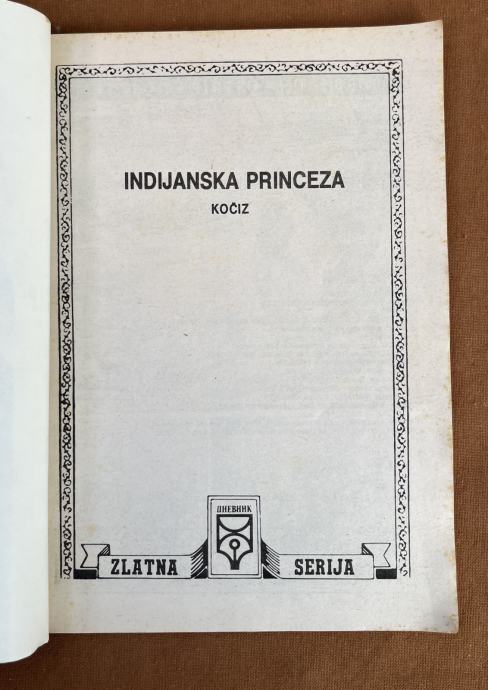 INDIJANSKA PRINCEZA
KOČIZ
ДНЕВНИК
ZLATNA SERIJA